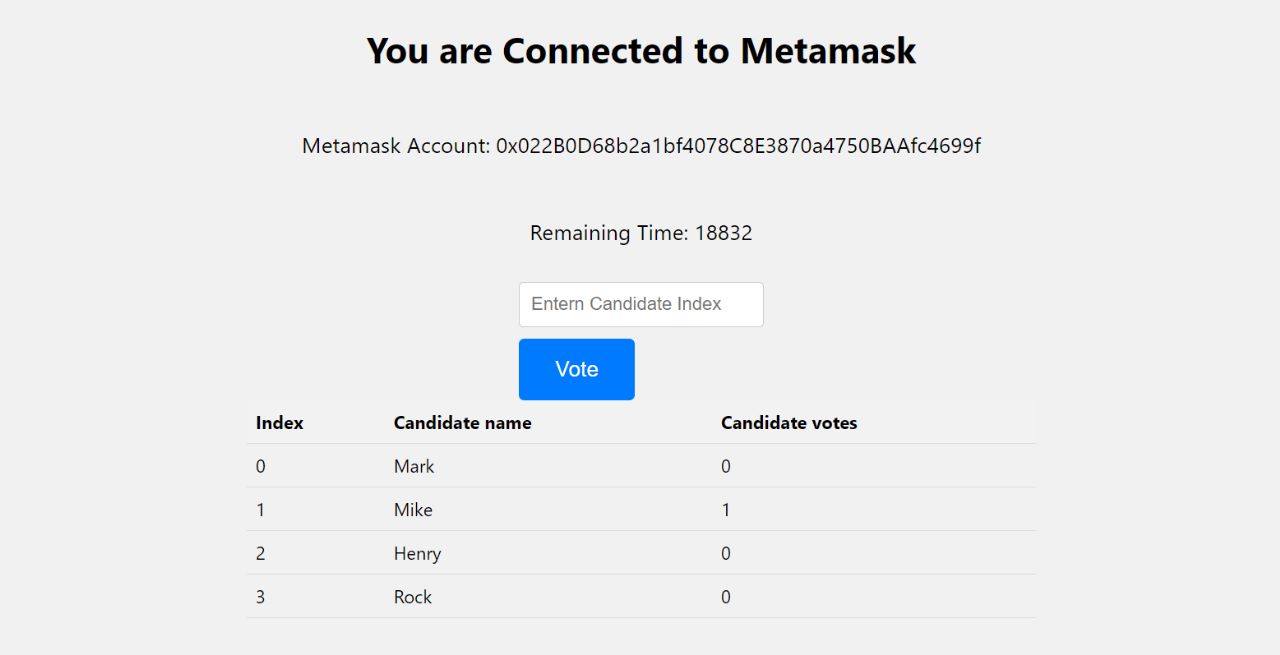 You are Connected to Metamask
Metamask Account: 0x022B0D68b2a1bf4078C8E3870a4750BAAfc4699f
Remaining Time: 18832
Entern Candidate Index
Vote
Index Candidate name Candidate votes
0 Mark 0
1 Mike 1
2 Henry 0
3 Rock 0